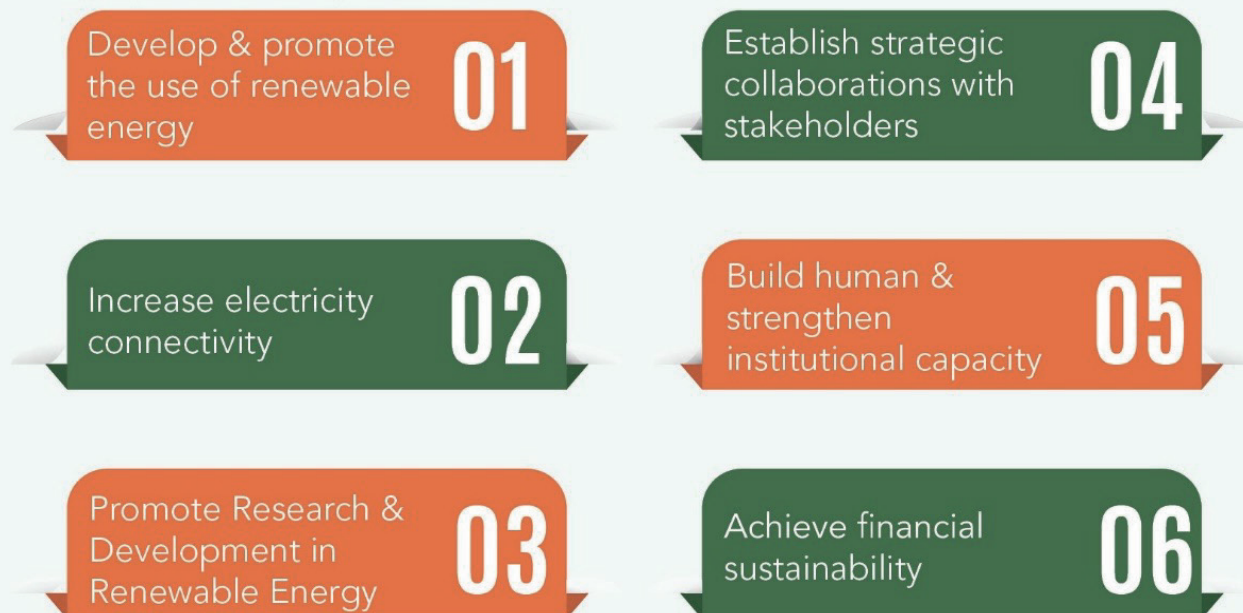 Develop & promote
the use of renewable
energy
01
Increase electricity
connectivity
02
Promote Research &
Development in
Renewable Energy
03
Establish strategic
collaborations with
stakeholders
04
Build human &
strengthen
institutional capacity
05
Achieve financial
sustainability
06